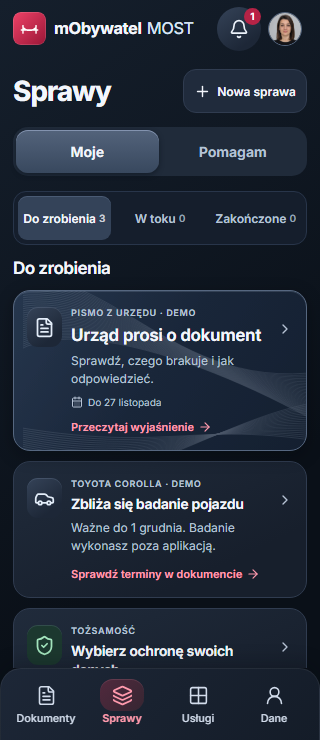 mObywatel MOST
1
Sprawy
Nowa sprawa
Moje
Pomagam
Do zrobienia 3
W toku 0
Zakończone 0
Do zrobienia
PISMO Z URZĘDU · DEMO
Urząd prosi o dokument
Sprawdź, czego brakuje i jak
odpowiedzieć.
Do 27 listopada
Przeczytaj wyjaśnienie →
TOYOTA COROLLA · DEMO
Zbliża się badanie pojazdu
Ważne do 1 grudnia. Badanie
wykonasz poza aplikacją.
Sprawdź terminy w dokumencie →
TOŻSAMOŚĆ
Wybierz ochronę swoich
Dokumenty
Sprawy
Usługi
Dane